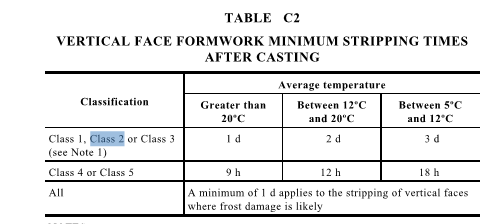 TABLE C2
VERTICAL FACE FORMWORK MINIMUM STRIPPING TIMES
AFTER CASTING
Classification
Average temperature
Greater than
20°C
Between 12°C
and 20°C
Between 5°C
and 12°C
Class 1, Class 2 or Class 3
(see Note 1)
1 d
2 d
3 d
Class 4 or Class 5
9 h
12 h
18 h
All
A minimum of 1 d applies to the stripping of vertical faces
where frost damage is likely